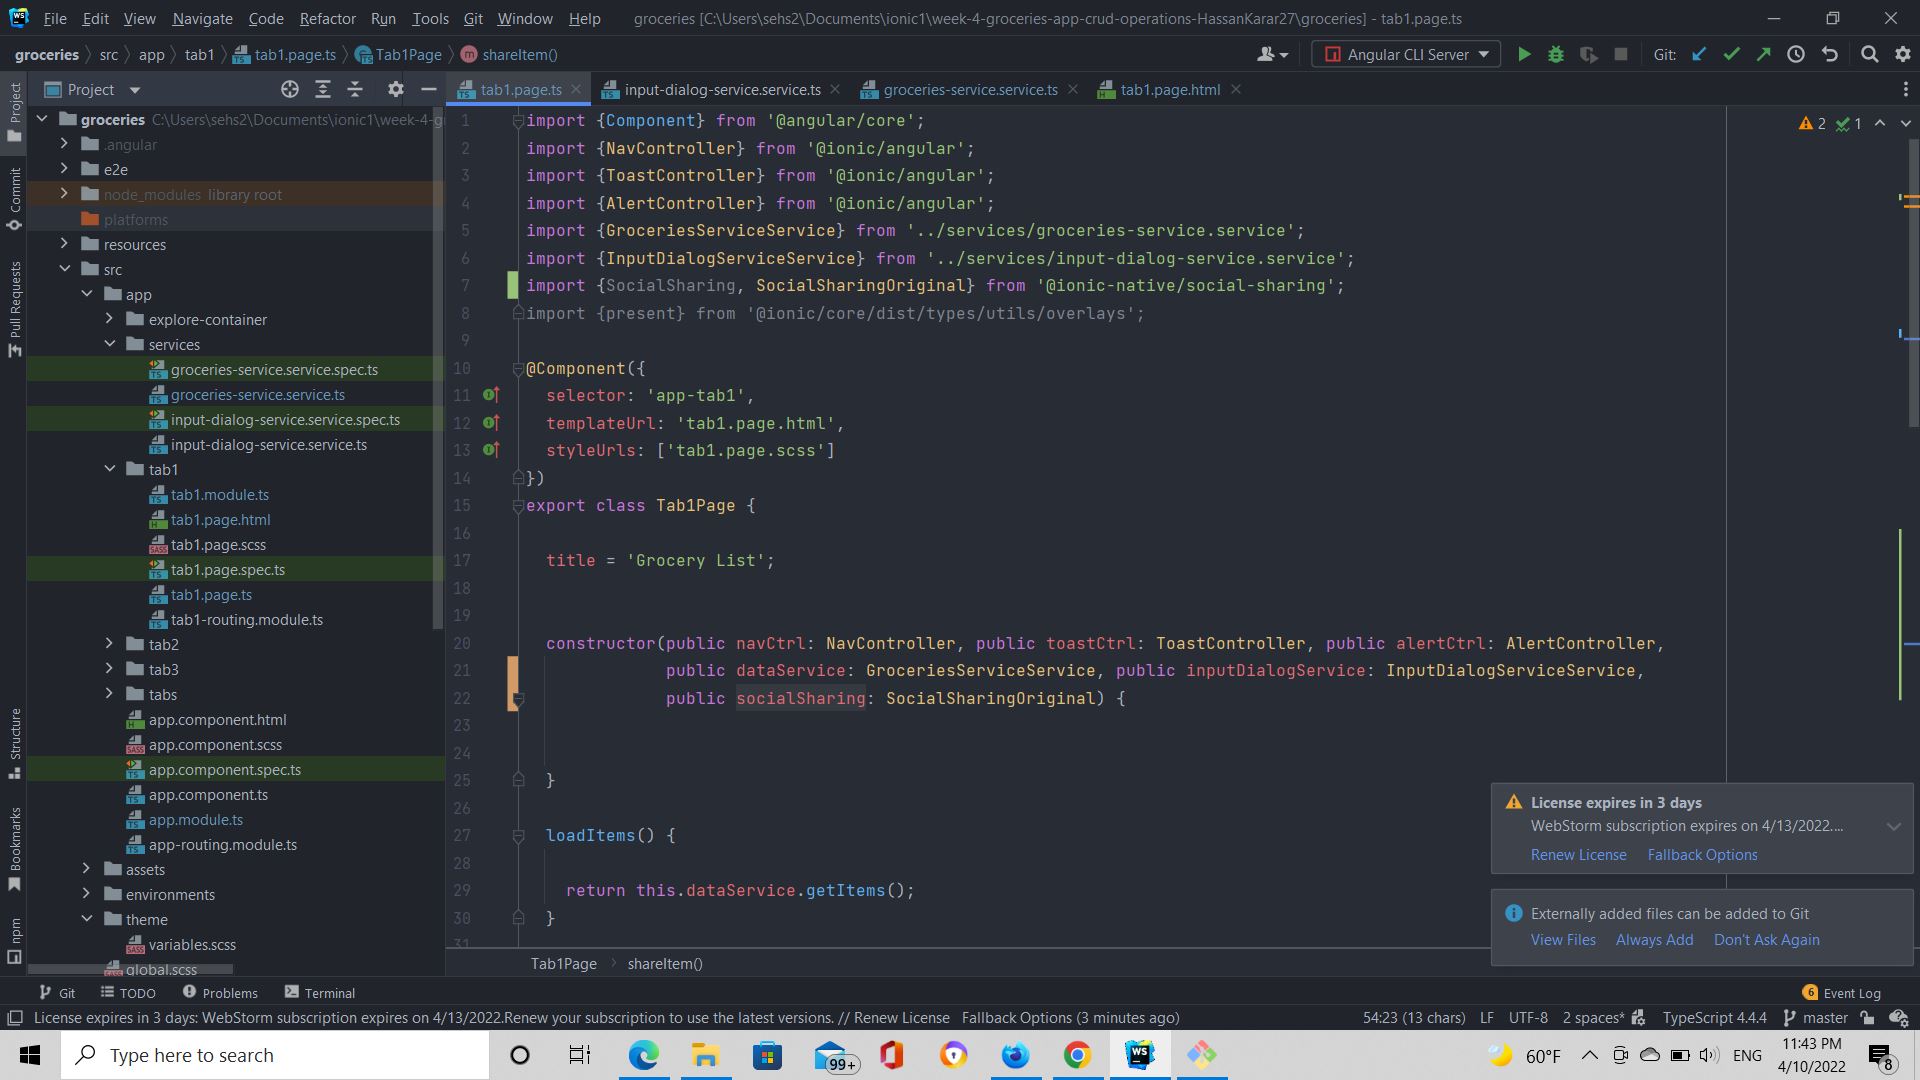 File Edit View Navigate Code Refactor Run Tools Git Window Help groceries [C:\Users\sehs2\Documents\ionic1\week-4-groceries-app-crud-operations-HassanKarar27\groceries] - tab1.page.ts
groceries src app tab1 tab1.page.ts Tab1Page shareItem() Angular CLI Server Git:
Project
tab1.page.ts input-dialog-service.service.ts groceries-service.service.ts tab1.page.html
Project
Commit
Pull Requests
Structure
Bookmarks
npm
groceries C:\Users\sehs2\Documents\ionic1\week-4-g
.angular
e2e
node_modules library root
platforms
resources
src
app
explore-container
services
groceries-service.service.spec.ts
groceries-service.service.ts
input-dialog-service.service.spec.ts
input-dialog-service.service.ts
tab1
tab1.module.ts
tab1.page.html
tab1.page.scss
tab1.page.spec.ts
tab1.page.ts
tab1-routing.module.ts
tab2
tab3
tabs
app.component.html
app.component.scss
app.component.spec.ts
app.component.ts
app.module.ts
app-routing.module.ts
assets
environments
theme
variables.scss
global.scss
2 1
1 import {Component} from '@angular/core';
2 import {NavController} from '@ionic/angular';
3 import {ToastController} from '@ionic/angular';
4 import {AlertController} from '@ionic/angular';
5 import {GroceriesServiceService} from '../services/groceries-service.service';
6 import {InputDialogServiceService} from '../services/input-dialog-service.service';
7 import {SocialSharing, SocialSharingOriginal} from '@ionic-native/social-sharing';
8 import {present} from '@ionic/core/dist/types/utils/overlays';
9
10 @Component({
11 selector: 'app-tab1',
12 templateUrl: 'tab1.page.html',
13 styleUrls: ['tab1.page.scss']
14 })
15 export class Tab1Page {
16
17 title = 'Grocery List';
18
19
20 constructor(public navCtrl: NavController, public toastCtrl: ToastController, public alertCtrl: AlertController,
21 public dataService: GroceriesServiceService, public inputDialogService: InputDialogServiceService,
22 public socialSharing: SocialSharingOriginal) {
23
24
25 }
26
27 loadItems() {
28
29 return this.dataService.getItems();
30 }
31
Tab1Page shareItem()
License expires in 3 days
WebStorm subscription expires on 4/13/2022....
Renew License Fallback Options
Externally added files can be added to Git
View Files Always Add Don't Ask Again
Git TODO Problems Terminal 6 Event Log
License expires in 3 days: WebStorm subscription expires on 4/13/2022.Renew your subscription to use the latest versions. // Renew License Fallback Options (3 minutes ago) 54:23 (13 chars) LF UTF-8 2 spaces* TypeScript 4.4.4 master
Type here to search 99+ WS 60°F ENG 11:43 PM
4/10/2022 8